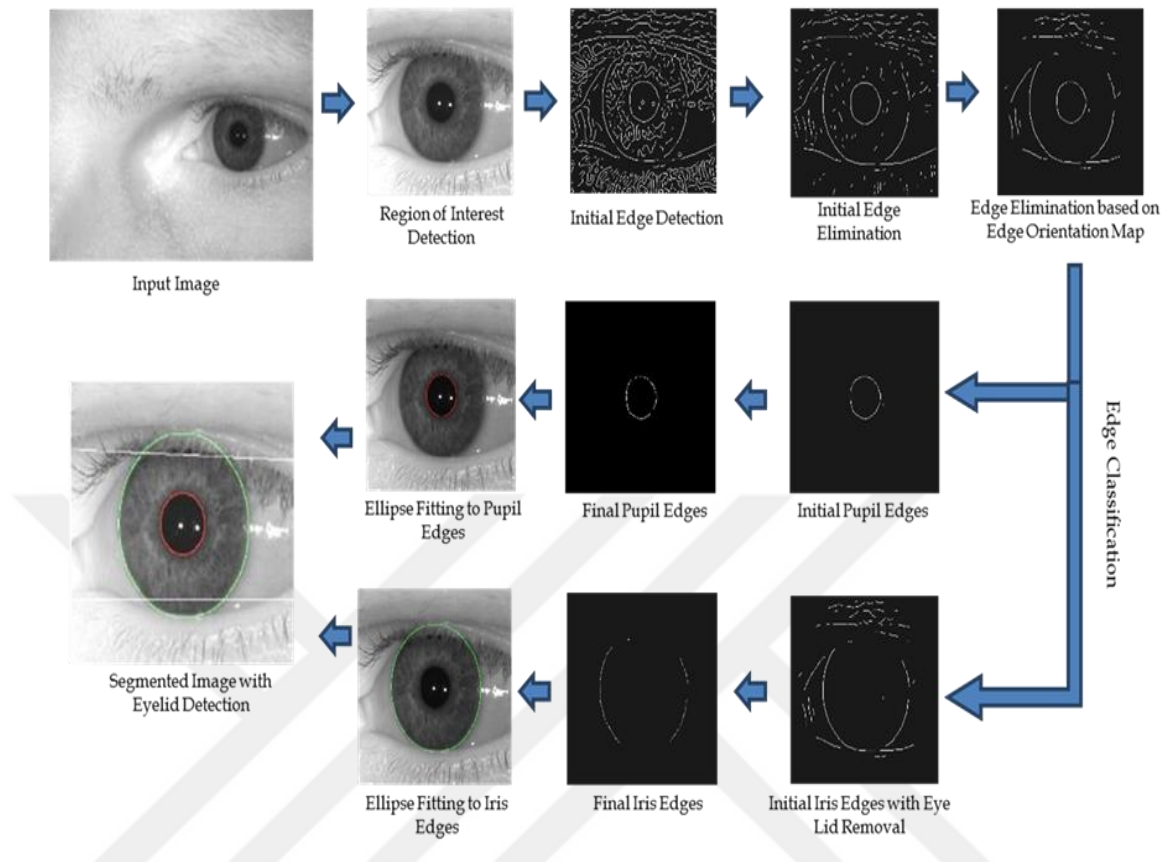 Input Image
Region of Interest
Detection
Initial Edge Detection
Initial Edge
Elimination
Edge Elimination based on
Edge Orientation Map
Edge Classification
Initial Pupil Edges
Final Pupil Edges
Ellipse Fitting to Pupil
Edges
Initial Iris Edges with Eye
Lid Removal
Final Iris Edges
Ellipse Fitting to Iris
Edges
Segmented Image with
Eyelid Detection